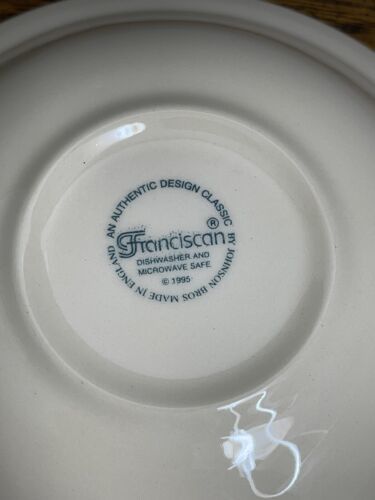 AN AUTHENTIC DESIGN CLASSIC BY JOHNSON BROS MADE IN ENGLAND
Franciscan®
DISHWASHER AND
MICROWAVE SAFE
© 1995